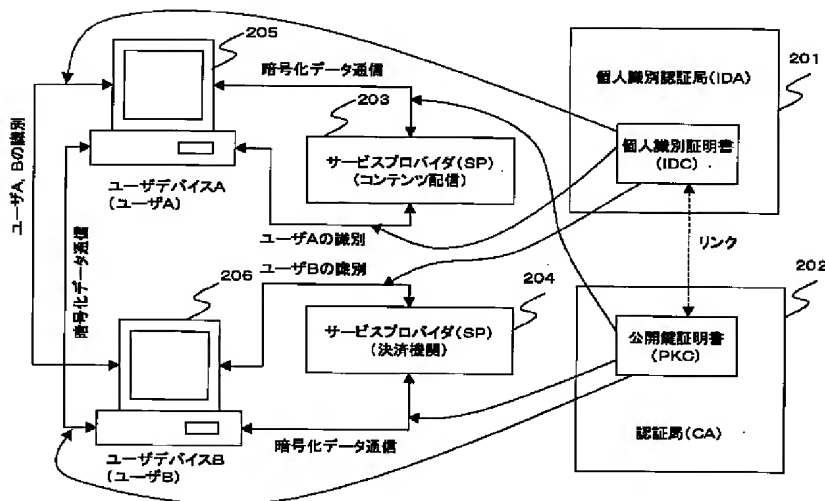 205
暗号化データ通信
203
サービスプロバイダ(SP)
(コンテンツ配信)
ユーザデバイスA
(ユーザA)
ユーザA, Bの識別
暗号化データ通信
ユーザAの識別
ユーザBの識別
206
204
サービスプロバイダ(SP)
(決済機関)
暗号化データ通信
ユーザデバイスB
(ユーザB)
個人識別認証局(IDA)
201
個人識別証明書
(IDC)
リンク
202
公開鍵証明書
(PKC)
認証局(CA)